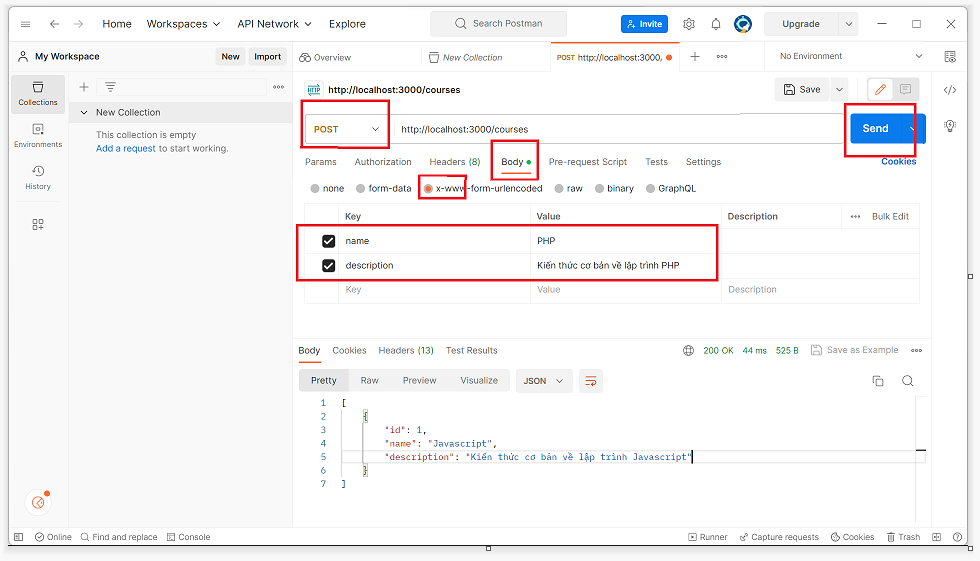 Home Workspaces API Network Explore Search Postman Invite Upgrade
My Workspace New Import Overview New Collection POST http://localhost:3000, No Environment
HTTP http://localhost:3000/courses Save
Collections
New Collection
This collection is empty
Add a request to start working.
Environments
History
POST http://localhost:3000/courses Send
Params Authorization Headers (8) Body Pre-request Script Tests Settings Cookies
none form-data x-www-form-urlencoded raw binary GraphQL
Key Value Description Bulk Edit
name PHP
description Kiến thức cơ bản về lập trình PHP
Key Value Description
Body Cookies Headers (13) Test Results 200 OK 44 ms 525 B Save as Example
Pretty Raw Preview Visualize JSON
1 [
2 {
3 "id": 1,
4 "name": "Javascript",
5 "description": "Kiến thức cơ bản về lập trình Javascript"
6 }
7 ]
Online Find and replace Console Runner Capture requests Cookies Trash